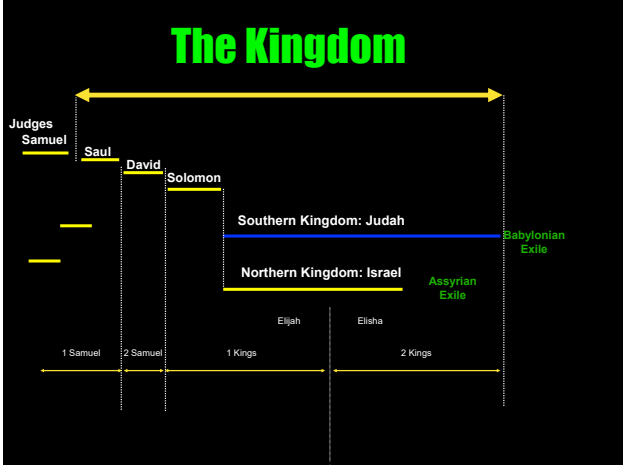 The Kingdom
Judges
Samuel
Saul
David
Solomon
Southern Kingdom: Judah
Babylonian
Exile
Northern Kingdom: Israel
Assyrian
Exile
Elijah
Elisha
1 Samuel
2 Samuel
1 Kings
2 Kings